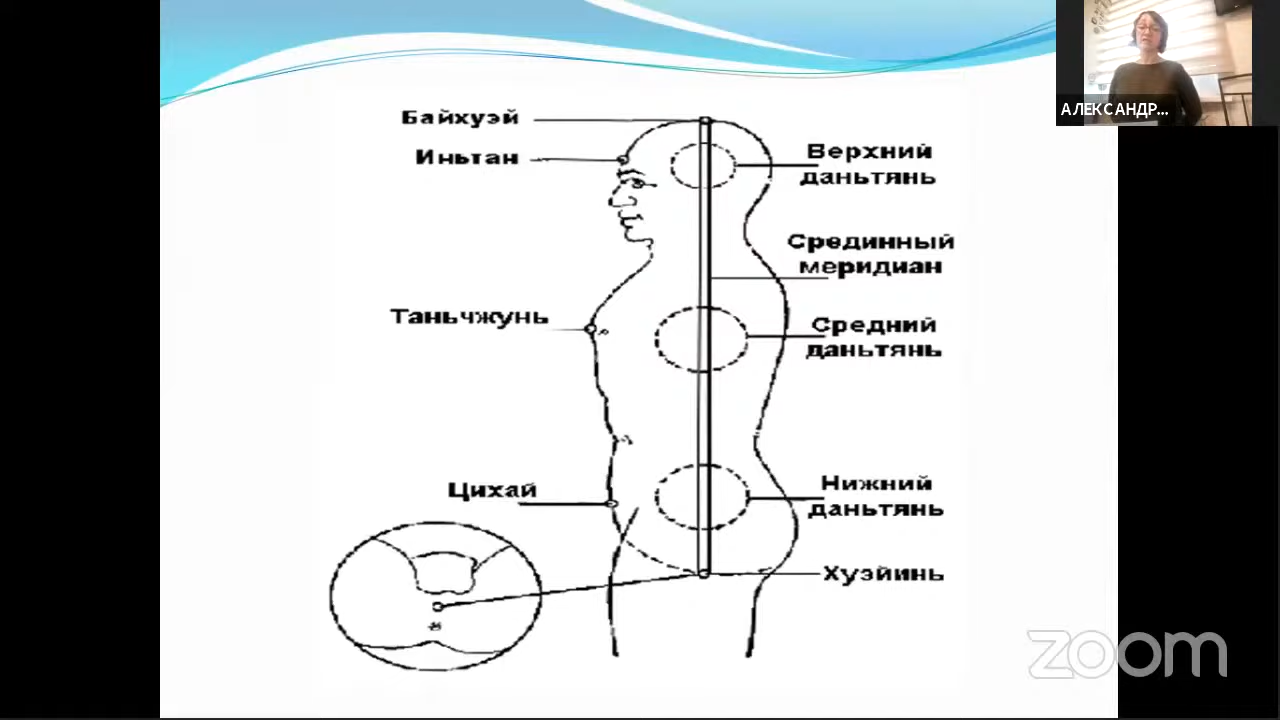 АЛЕКСАНДР...
Байхуэй
Иньтан
Верхний
даньтянь
Срединный
меридиан
Таньчжунь
Средний
даньтянь
Цихай
Нижний
даньтянь
Хуэйинь
zoom